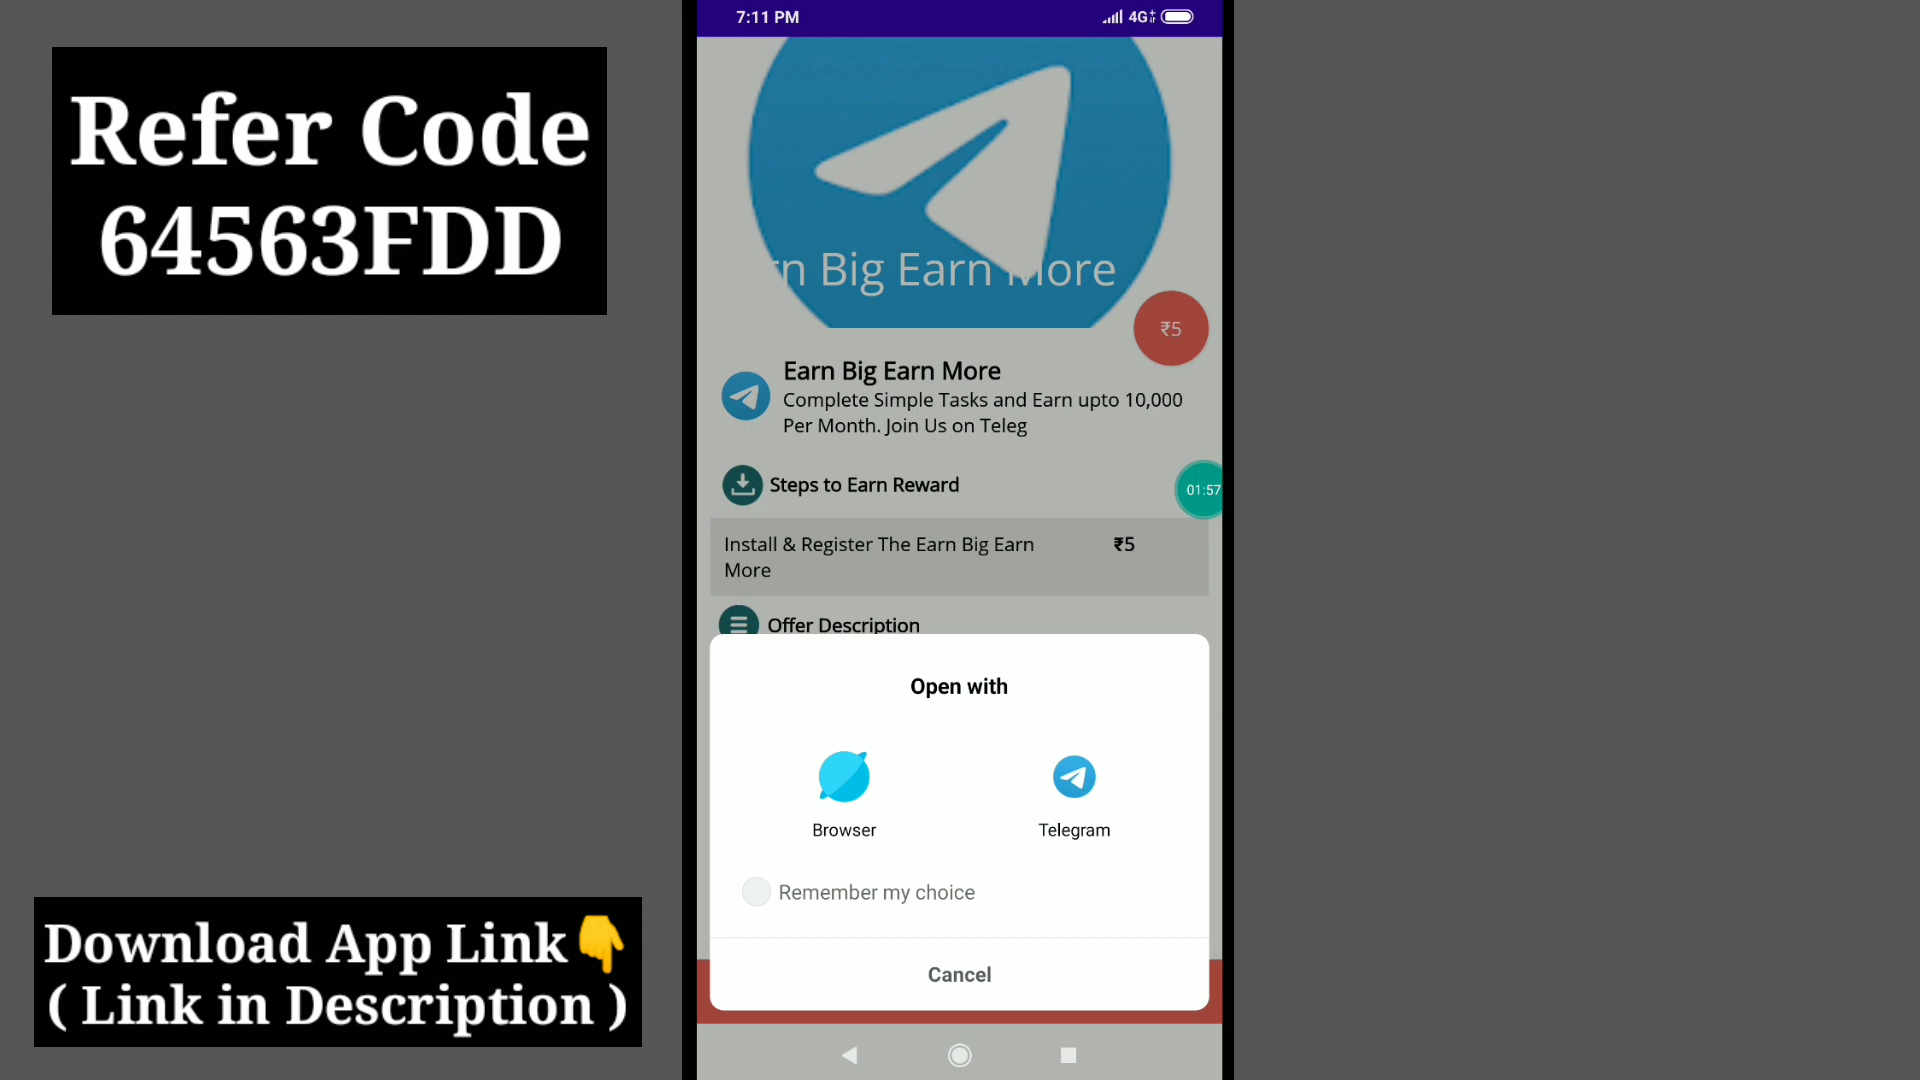 Refer Code
64563FDD
Download App Link👇
( Link in Description )
7:11 PM
4G+
n Big Earn More
₹5
Earn Big Earn More
Complete Simple Tasks and Earn upto 10,000
Per Month. Join Us on Teleg
Steps to Earn Reward
01:57
Install & Register The Earn Big Earn ₹5
More
Offer Description
Open with
Browser Telegram
Remember my choice
Cancel